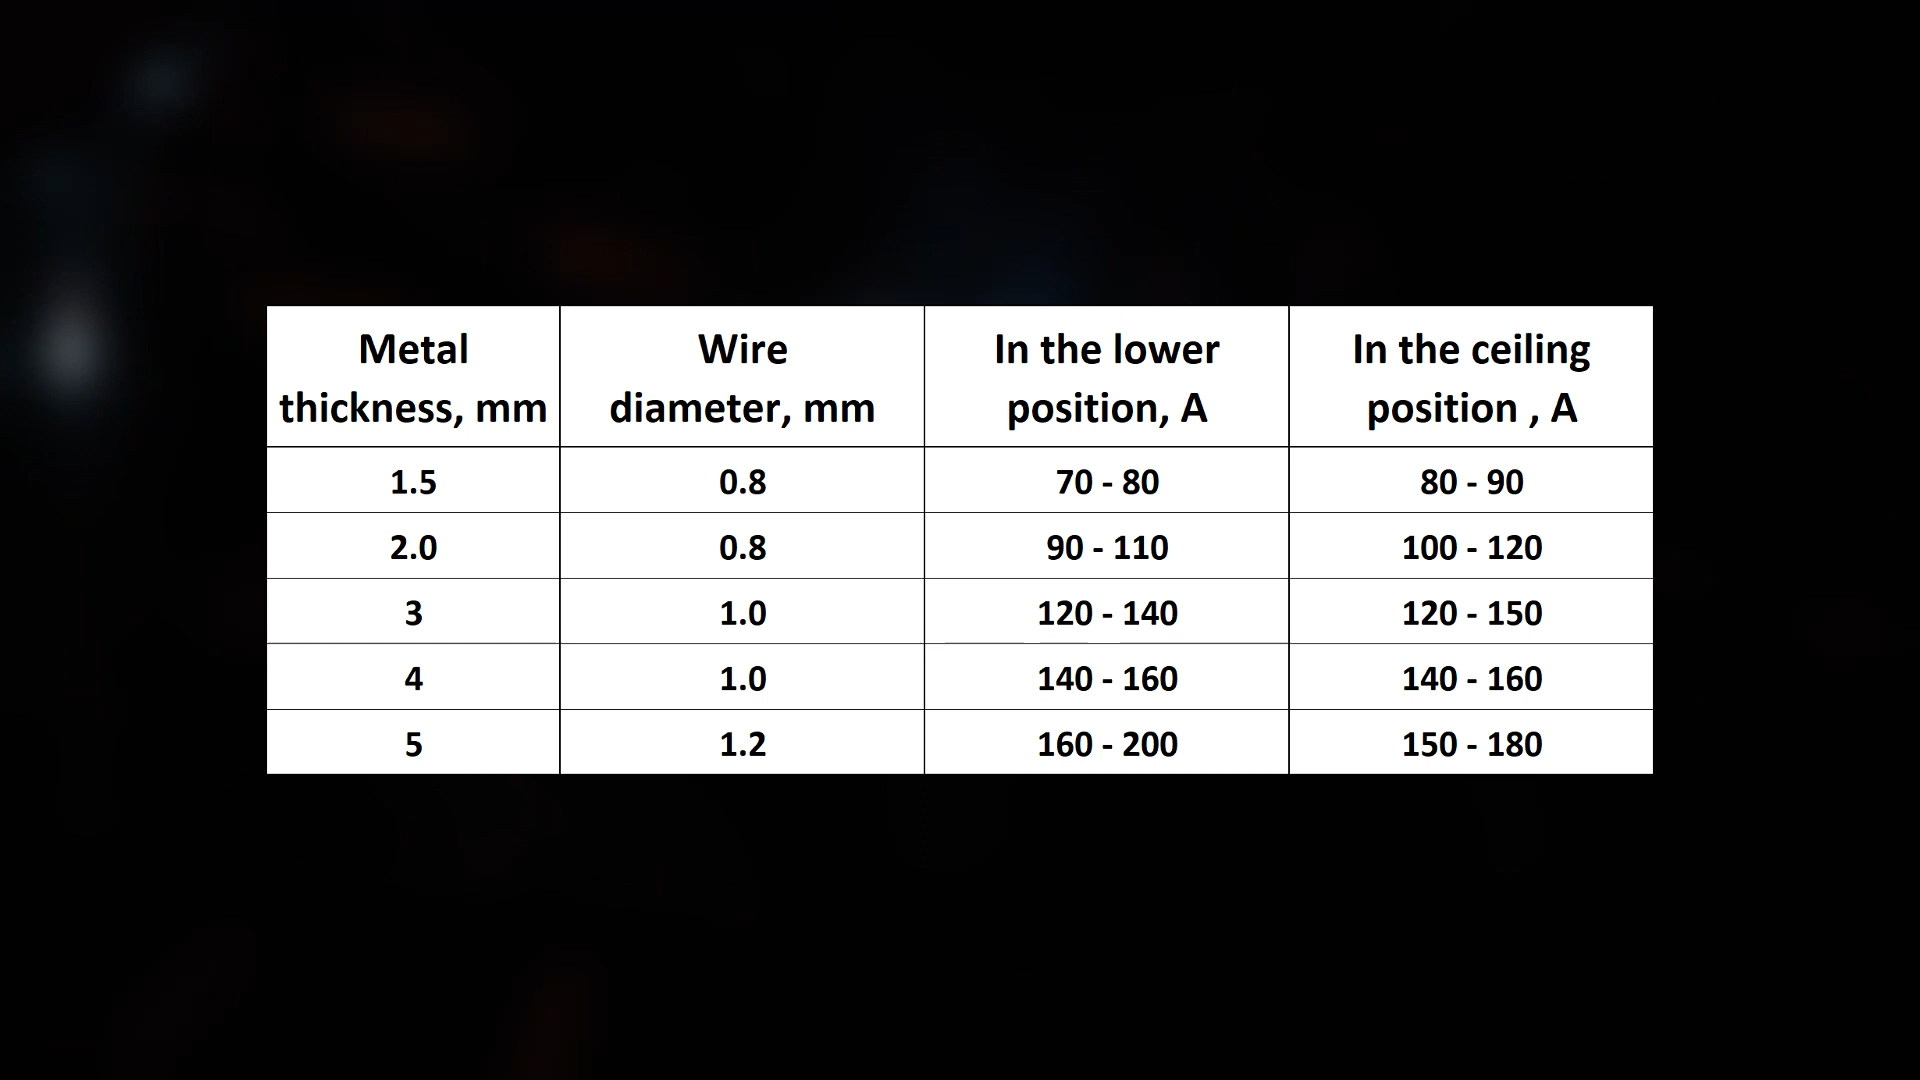 Metal thickness, mm	Wire diameter, mm	In the lower position, A	In the ceiling position , A
1.5	0.8	70 - 80	80 - 90
2.0	0.8	90 - 110	100 - 120
3	1.0	120 - 140	120 - 150
4	1.0	140 - 160	140 - 160
5	1.2	160 - 200	150 - 180